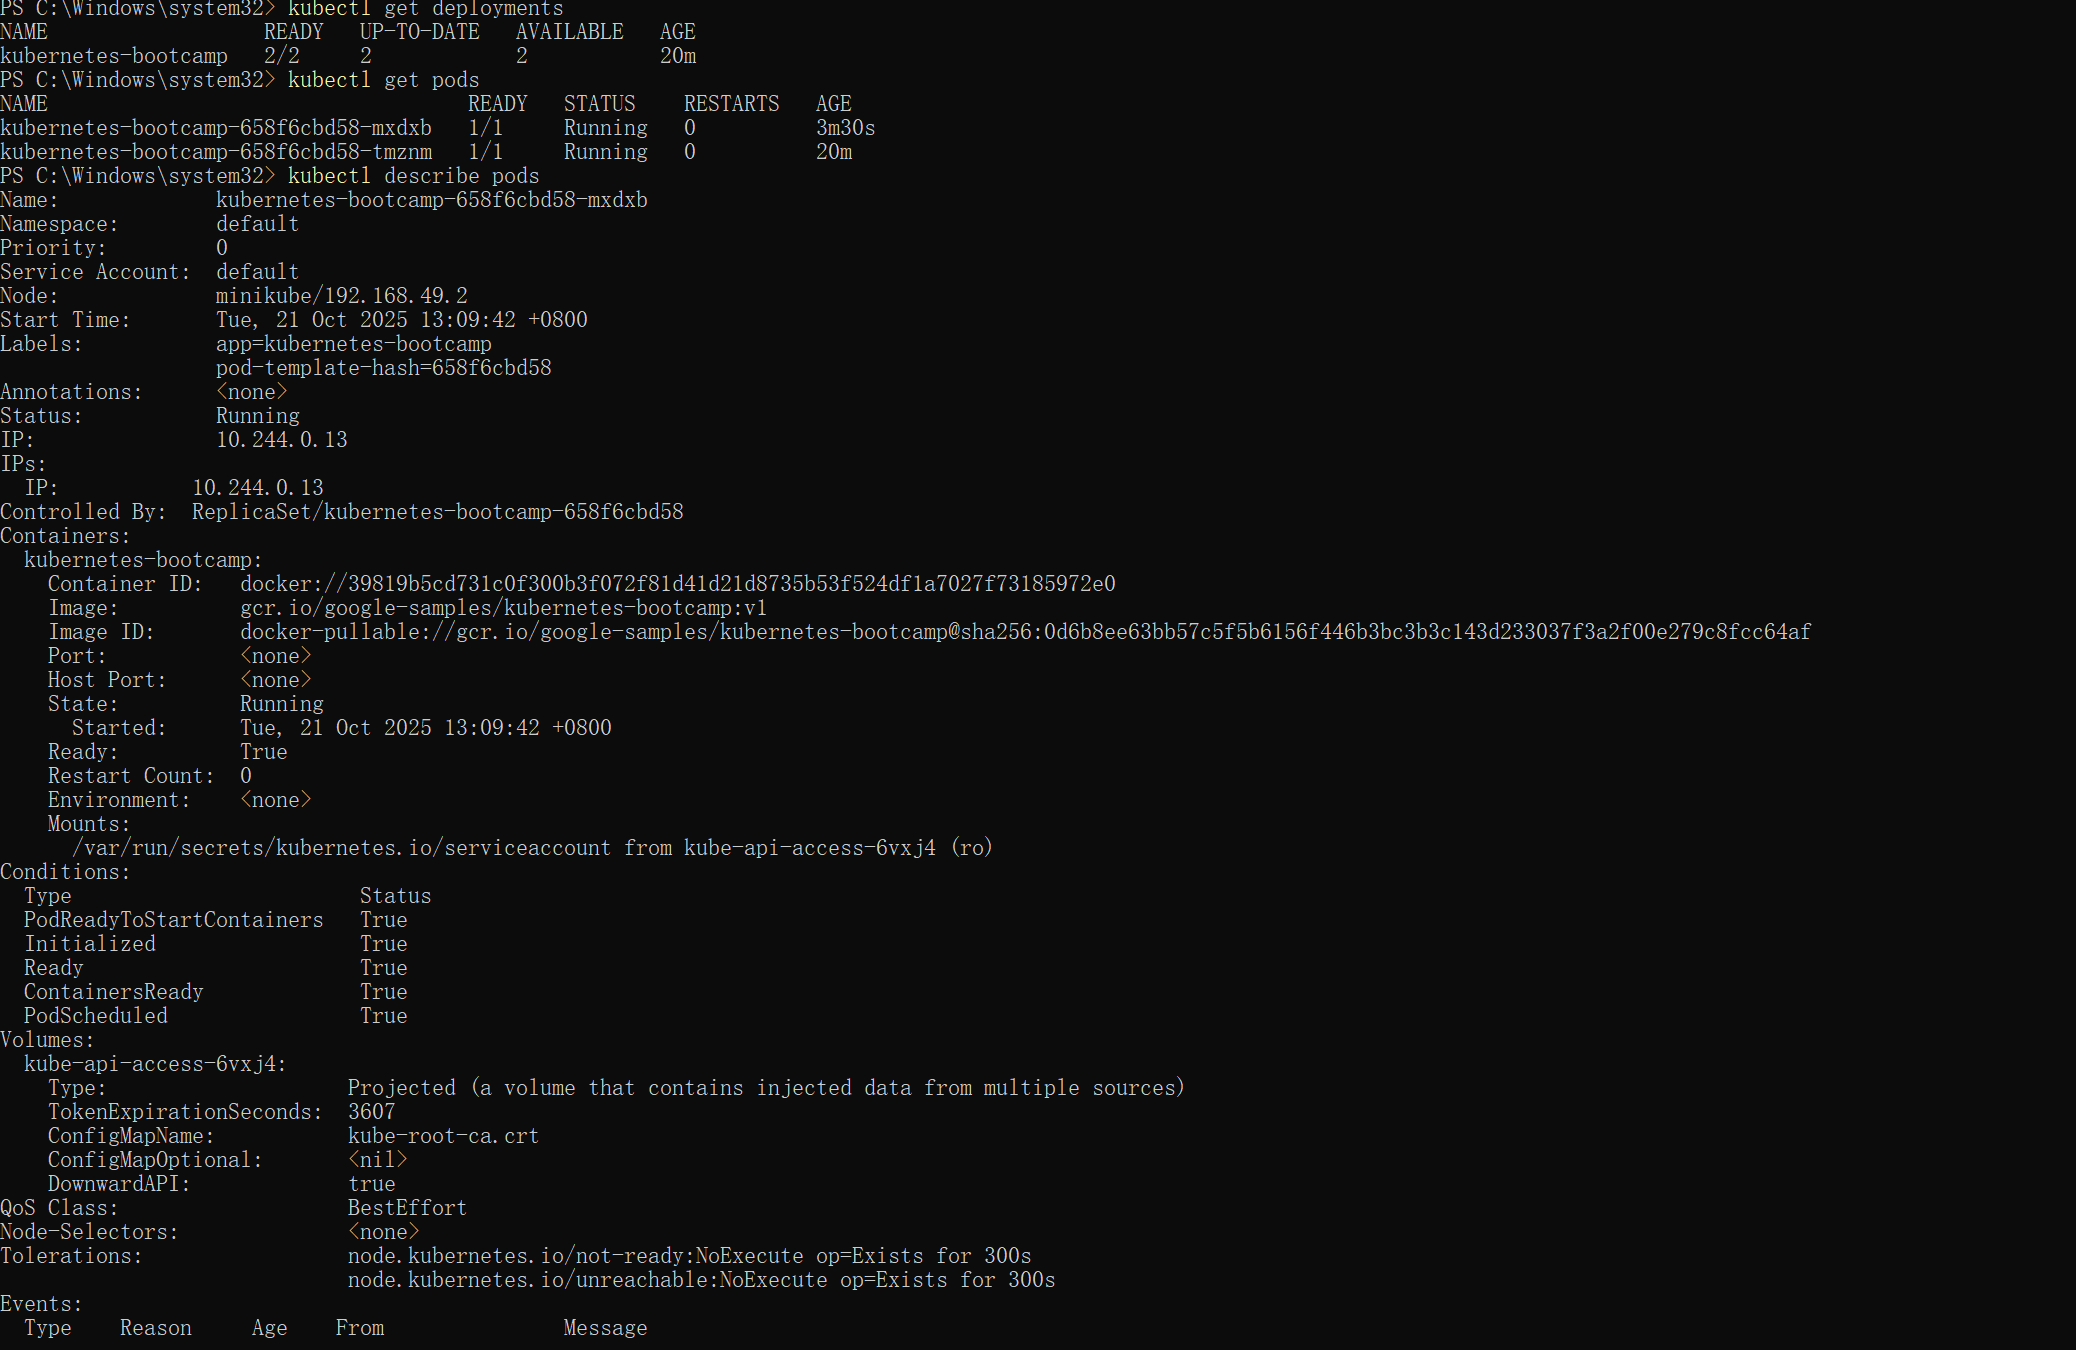 PS C:\Windows\system32> kubectl get deployments
NAME                  READY   UP-TO-DATE   AVAILABLE   AGE
kubernetes-bootcamp   2/2     2            2           20m
PS C:\Windows\system32> kubectl get pods
NAME                                   READY   STATUS    RESTARTS   AGE
kubernetes-bootcamp-658f6cbd58-mxdxb   1/1     Running   0          3m30s
kubernetes-bootcamp-658f6cbd58-tmznm   1/1     Running   0          20m
PS C:\Windows\system32> kubectl describe pods
Name:             kubernetes-bootcamp-658f6cbd58-mxdxb
Namespace:        default
Priority:         0
Service Account:  default
Node:             minikube/192.168.49.2
Start Time:       Tue, 21 Oct 2025 13:09:42 +0800
Labels:           app=kubernetes-bootcamp
                  pod-template-hash=658f6cbd58
Annotations:      <none>
Status:           Running
IP:               10.244.0.13
IPs:
  IP:           10.244.0.13
Controlled By:  ReplicaSet/kubernetes-bootcamp-658f6cbd58
Containers:
  kubernetes-bootcamp:
    Container ID:   docker://39819b5cd731c0f300b3f072f81d41d21d8735b53f524df1a7027f73185972e0
    Image:          gcr.io/google-samples/kubernetes-bootcamp:v1
    Image ID:       docker-pullable://gcr.io/google-samples/kubernetes-bootcamp@sha256:0d6b8ee63bb57c5f5b6156f446b3bc3b3c143d233037f3a2f00e279c8fcc64af
    Port:           <none>
    Host Port:      <none>
    State:          Running
      Started:      Tue, 21 Oct 2025 13:09:42 +0800
    Ready:          True
    Restart Count:  0
    Environment:    <none>
    Mounts:
      /var/run/secrets/kubernetes.io/serviceaccount from kube-api-access-6vxj4 (ro)
Conditions:
  Type                        Status
  PodReadyToStartContainers   True
  Initialized                 True
  Ready                       True
  ContainersReady             True
  PodScheduled                True
Volumes:
  kube-api-access-6vxj4:
    Type:                    Projected (a volume that contains injected data from multiple sources)
    TokenExpirationSeconds:  3607
    ConfigMapName:           kube-root-ca.crt
    ConfigMapOptional:       <nil>
    DownwardAPI:             true
QoS Class:                   BestEffort
Node-Selectors:              <none>
Tolerations:                 node.kubernetes.io/not-ready:NoExecute op=Exists for 300s
                             node.kubernetes.io/unreachable:NoExecute op=Exists for 300s
Events:
  Type    Reason     Age    From               Message